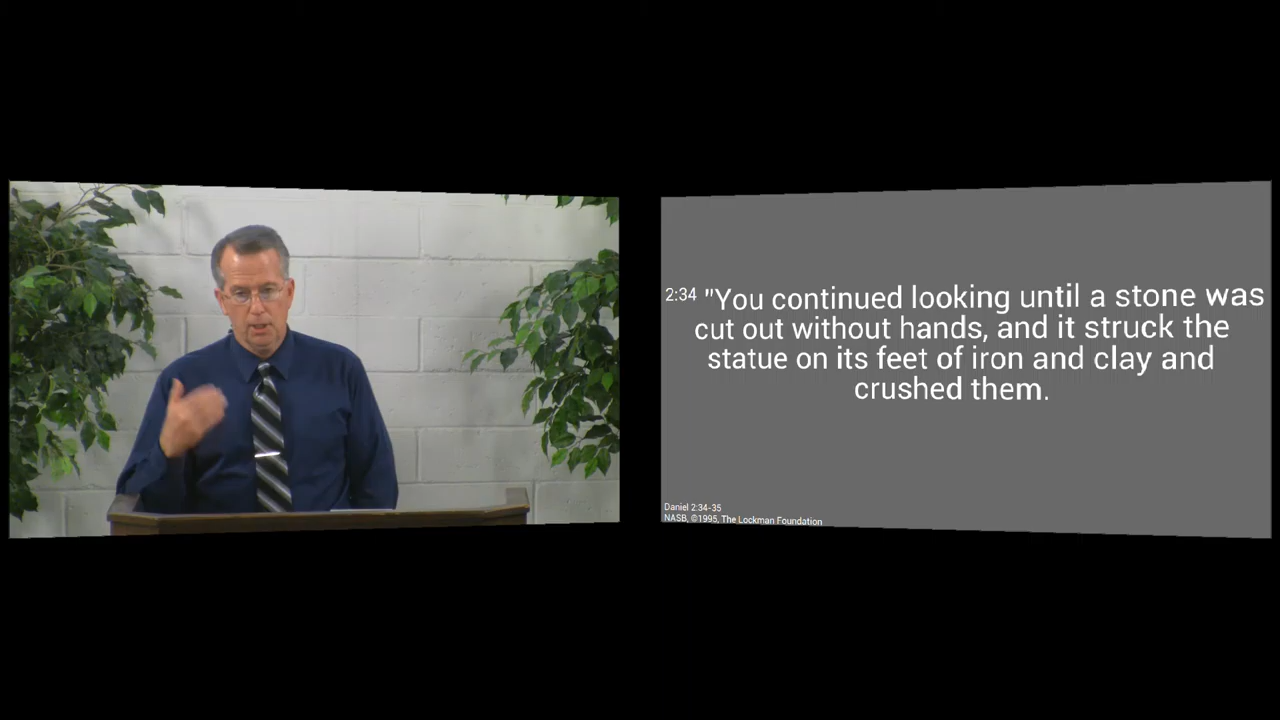 2:34 "You continued looking until a stone was
cut out without hands, and it struck the
statue on its feet of iron and clay and
crushed them.
Daniel 2:34-35
NASB, ©1995, The Lockman Foundation